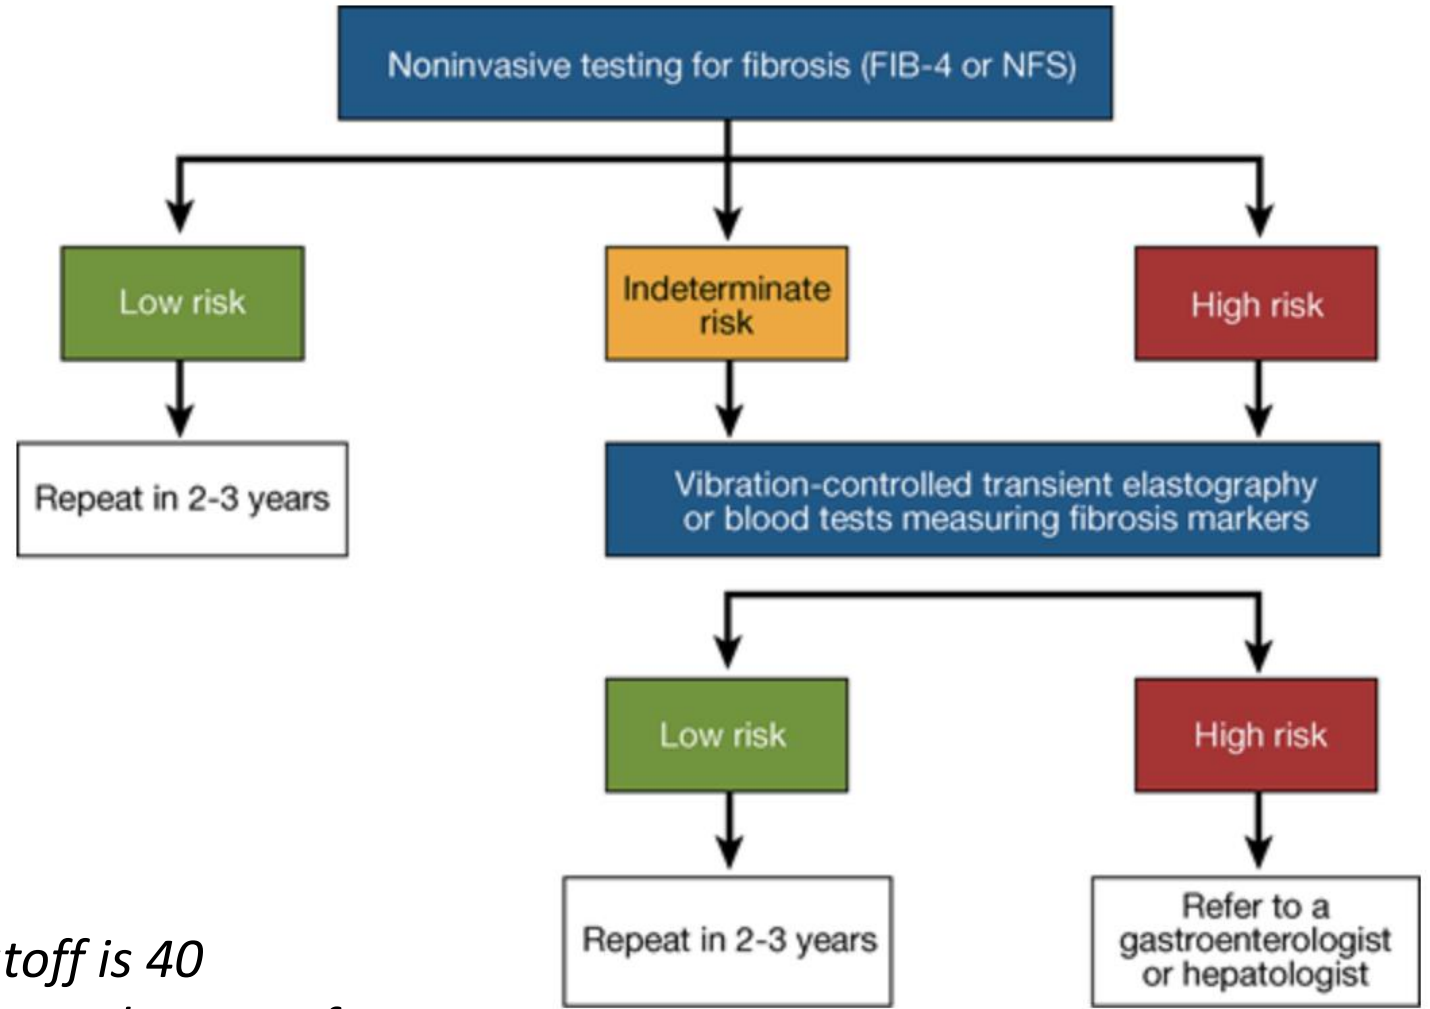 Noninvasive testing for fibrosis (FIB-4 or NFS)
Low risk
Indeterminate
risk
High risk
Repeat in 2-3 years
Vibration-controlled transient elastography
or blood tests measuring fibrosis markers
Low risk
High risk
Repeat in 2-3 years
Refer to a
gastroenterologist
or hepatologist
toff is 40